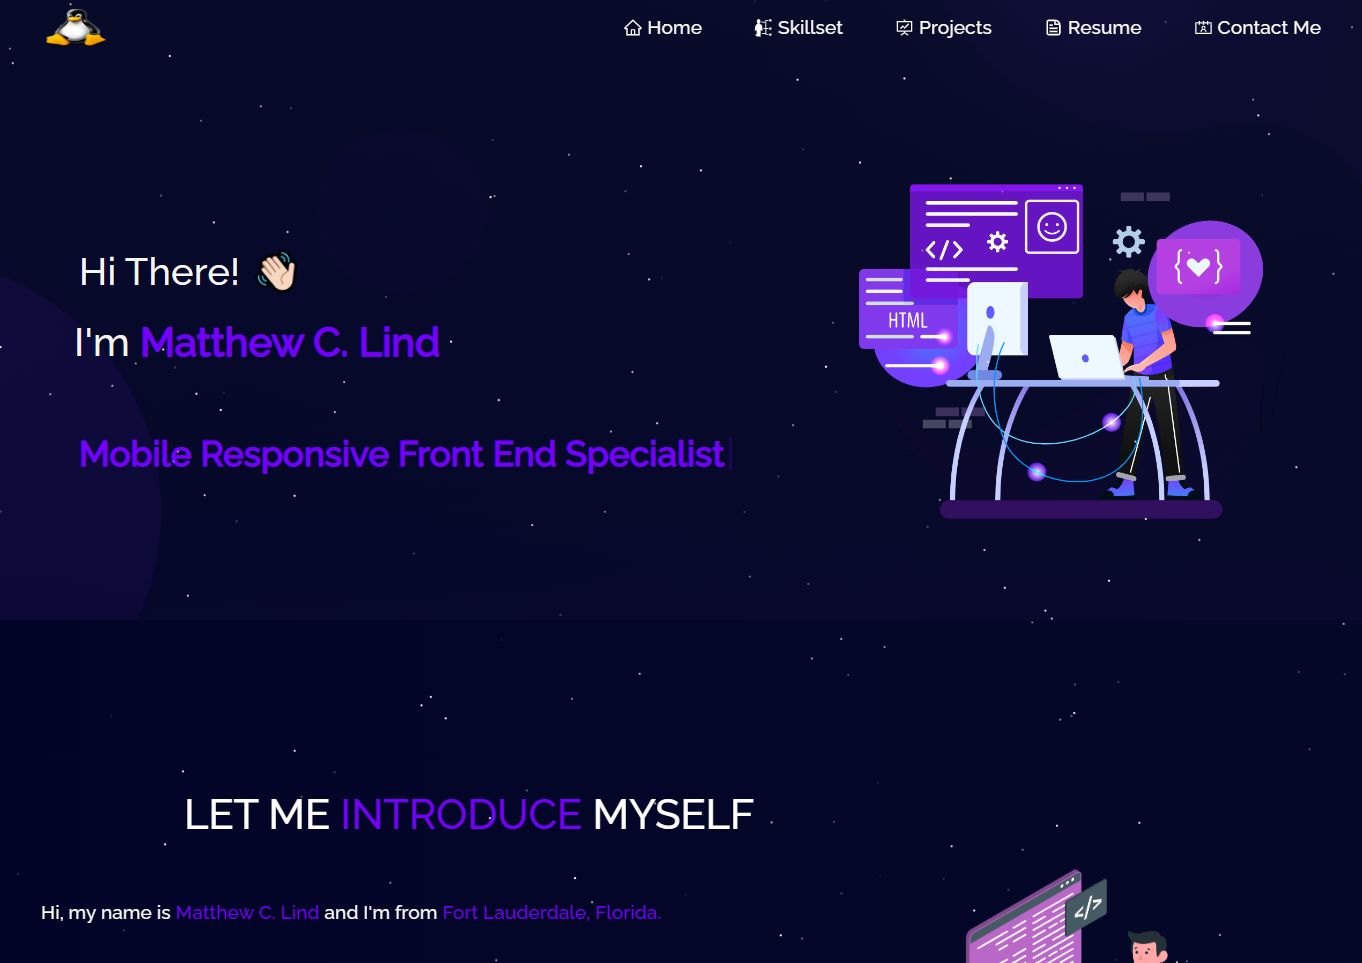 Home Skillset Projects Resume Contact Me
Hi There! 👋🏻
I'm Matthew C. Lind
Mobile Responsive Front End Specialist
</>
HTML
{♥}
LET ME INTRODUCE MYSELF
Hi, my name is Matthew C. Lind and I'm from Fort Lauderdale, Florida.
</>